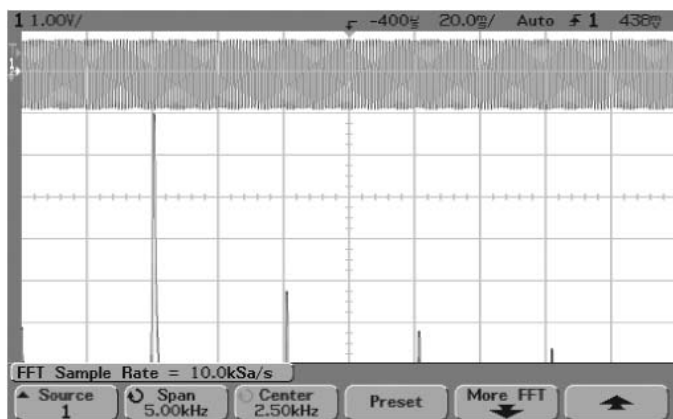 1 1.00V/ -400µs 20.0ms/ Auto 1 438mV
1
FFT Sample Rate = 10.0kSa/s
Source
1
Span
5.00kHz
Center
2.50kHz
Preset
More FFT